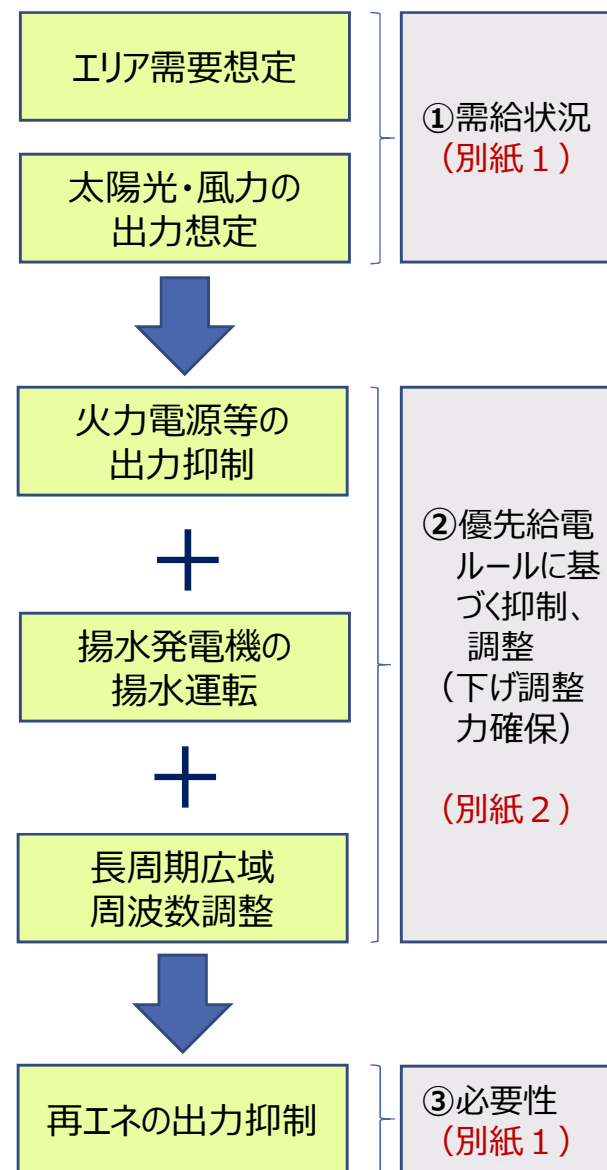 エリア需要想定
太陽光・風力の
出力想定
①需給状況
（別紙１）
火力電源等の
出力抑制
＋
揚水発電機の
揚水運転
＋
長周期広域
周波数調整
②優先給電
ルールに基
づく抑制、
調整
（下げ調整
力確保）
（別紙２）
再エネの出力抑制
③必要性
（別紙１）